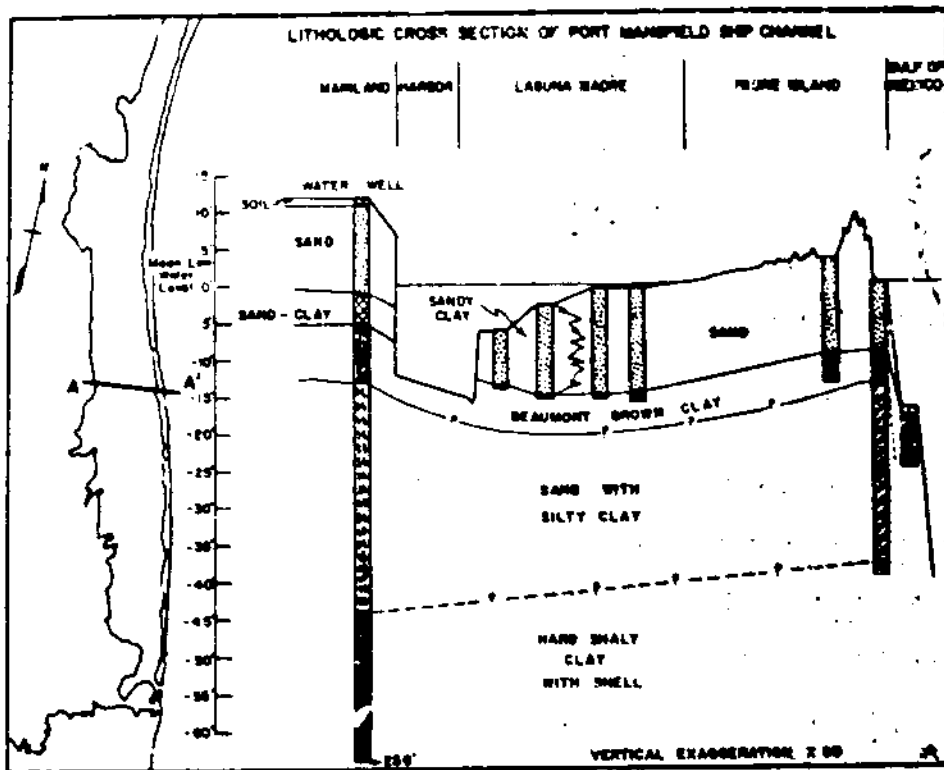 LITHOLOGIC CROSS SECTION OF PORT MANSFIELD SHIP CHANNEL
MAINLAND HARBOR LAGUNA MADRE PADRE ISLAND GULF OF MEXICO
N
WATER WELL
SOIL
SAND
Mean Low
Water
Level
SAND-CLAY
SANDY
CLAY
SAND
A A'
BEAUMONT BROWN CLAY
SAND WITH
SILTY CLAY
HARD SHALY
CLAY
WITH SHELL
15
10
5
0
-5'
-10'
-15'
-20'
-25'
-30'
-35'
-40'
-45'
-50'
-55'
-60'
? ? ? ?
? ? ? ?
VERTICAL EXAGGERATION X